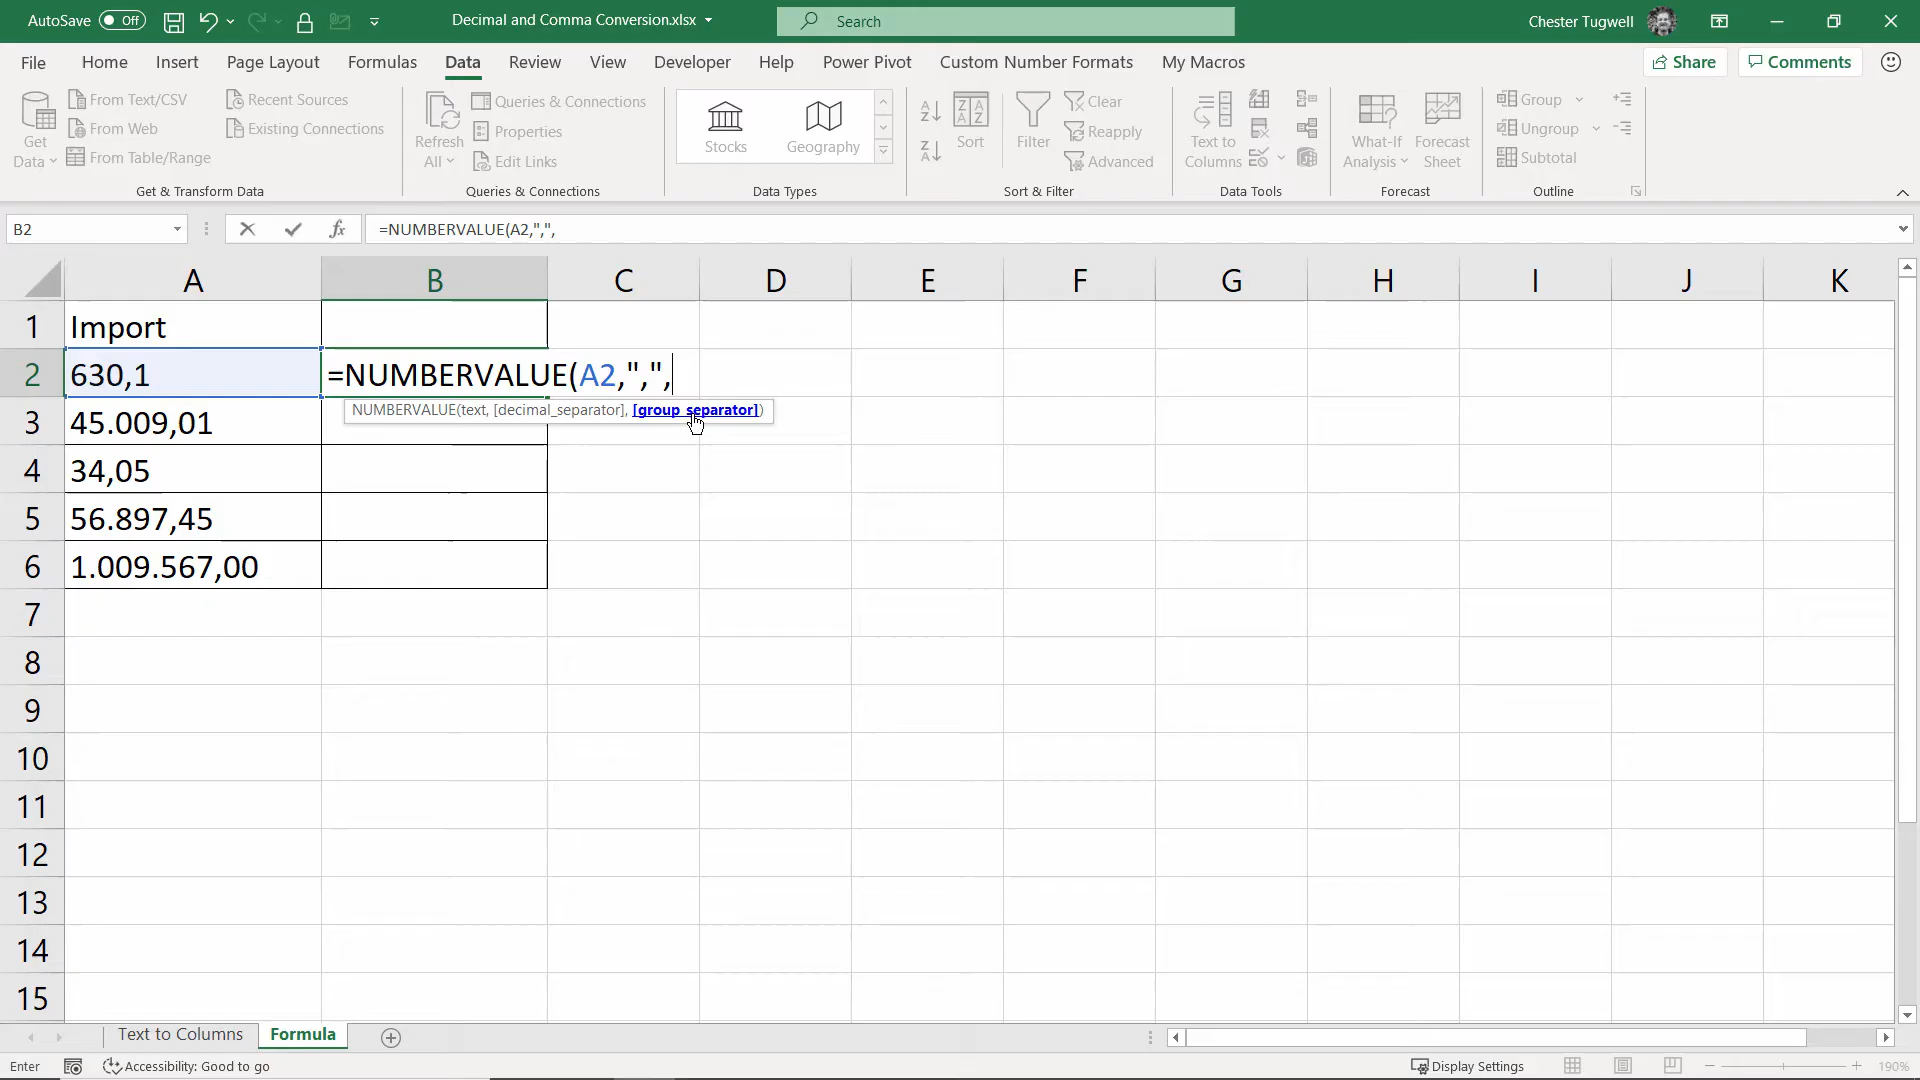 AutoSave Off Decimal and Comma Conversion.xlsx Search Chester Tugwell
File Home Insert Page Layout Formulas Data Review View Developer Help Power Pivot Custom Number Formats My Macros Share Comments
Get Data
From Text/CSV
From Web
From Table/Range
Recent Sources
Existing Connections
Get & Transform Data
Refresh All
Queries & Connections
Properties
Edit Links
Queries & Connections
Stocks
Geography
Data Types
Sort
Filter
Clear
Reapply
Advanced
Sort & Filter
Text to Columns
Data Tools
What-If Analysis
Forecast Sheet
Forecast
Group
Ungroup
Subtotal
Outline
B2 fx =NUMBERVALUE(A2,",",
A B C D E F G H I J K
1 Import
2 630,1 =NUMBERVALUE(A2,",",
NUMBERVALUE(text, [decimal_separator], [group_separator])
3 45.009,01
4 34,05
5 56.897,45
6 1.009.567,00
7
8
9
10
11
12
13
14
15
Text to Columns Formula
Enter Accessibility: Good to go Display Settings 190%